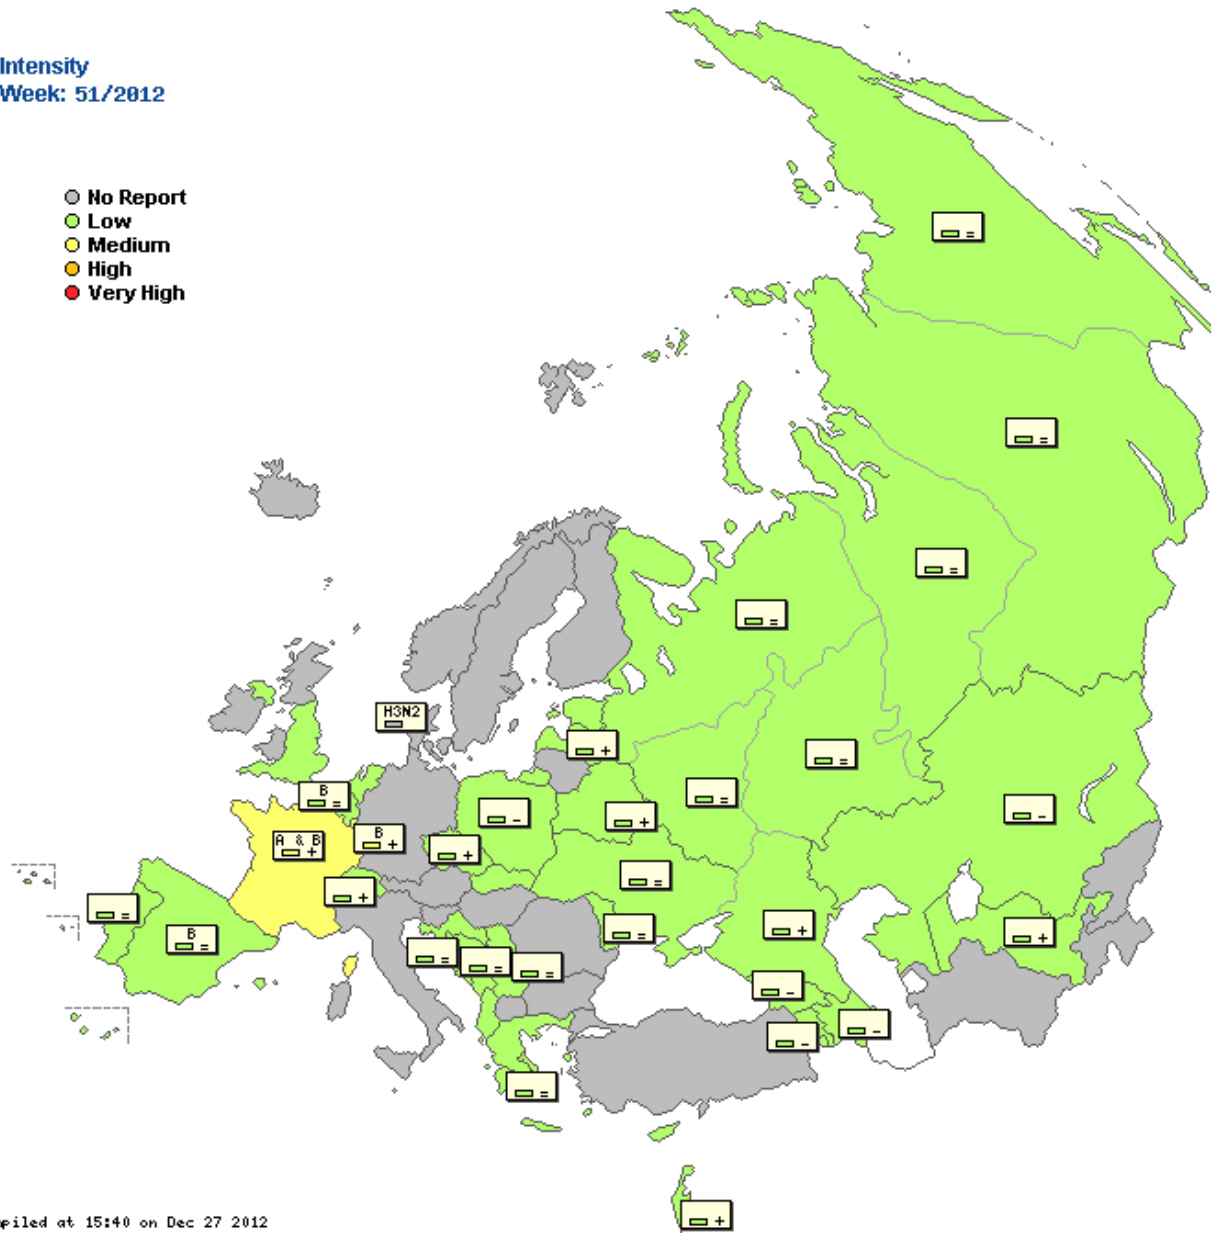 Intensity
Week: 51/2012
No Report
Low
Medium
High
Very High
=
=
=
=
H3N2
+
=
B
=
=
-
=
-
+
B
+
A & B
+
+
=
+
=
B
=
=
+
+
=
=
=
-
-
-
=
+
piled at 15:40 on Dec 27 2012